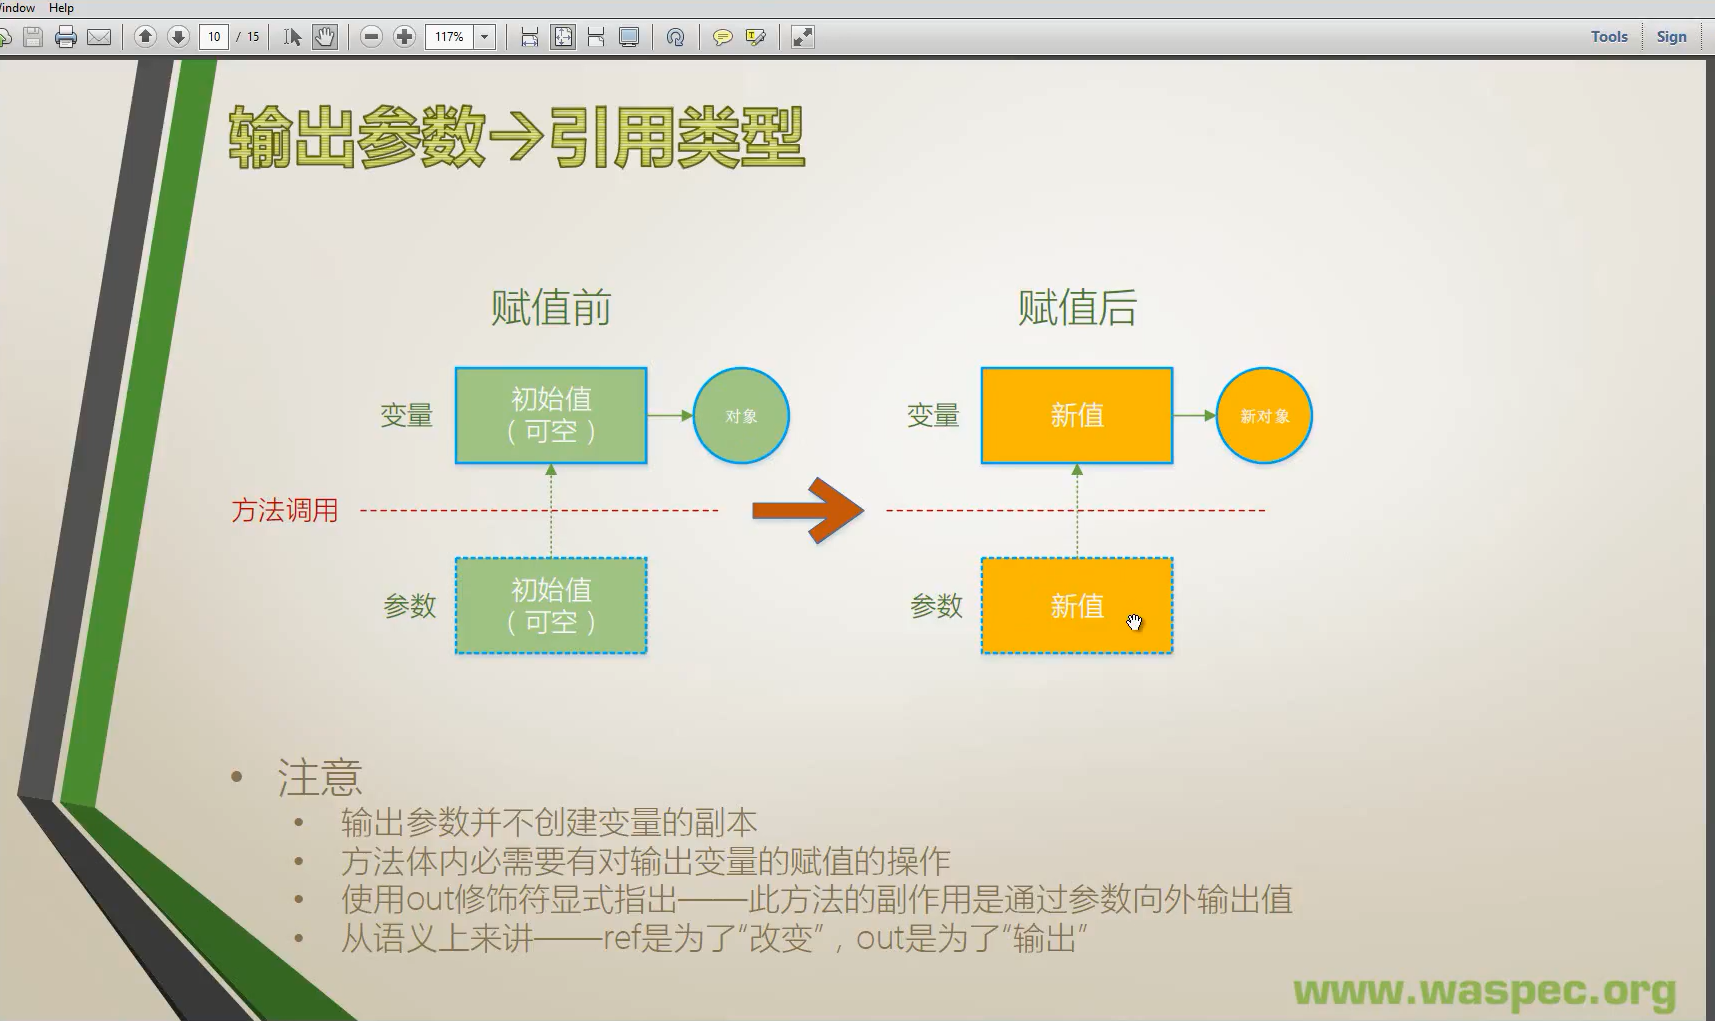 indow Help
10 / 15 117% Tools Sign
输出参数→引用类型
赋值前 赋值后
变量 初始值 对象 变量 新值 新对象
（可空）
方法调用
参数 初始值 参数 新值
（可空）
• 注意
• 输出参数并不创建变量的副本
• 方法体内必需要有对输出变量的赋值的操作
• 使用out修饰符显式指出——此方法的副作用是通过参数向外输出值
• 从语义上来讲——ref是为了“改变”，out是为了“输出”
www.waspec.org